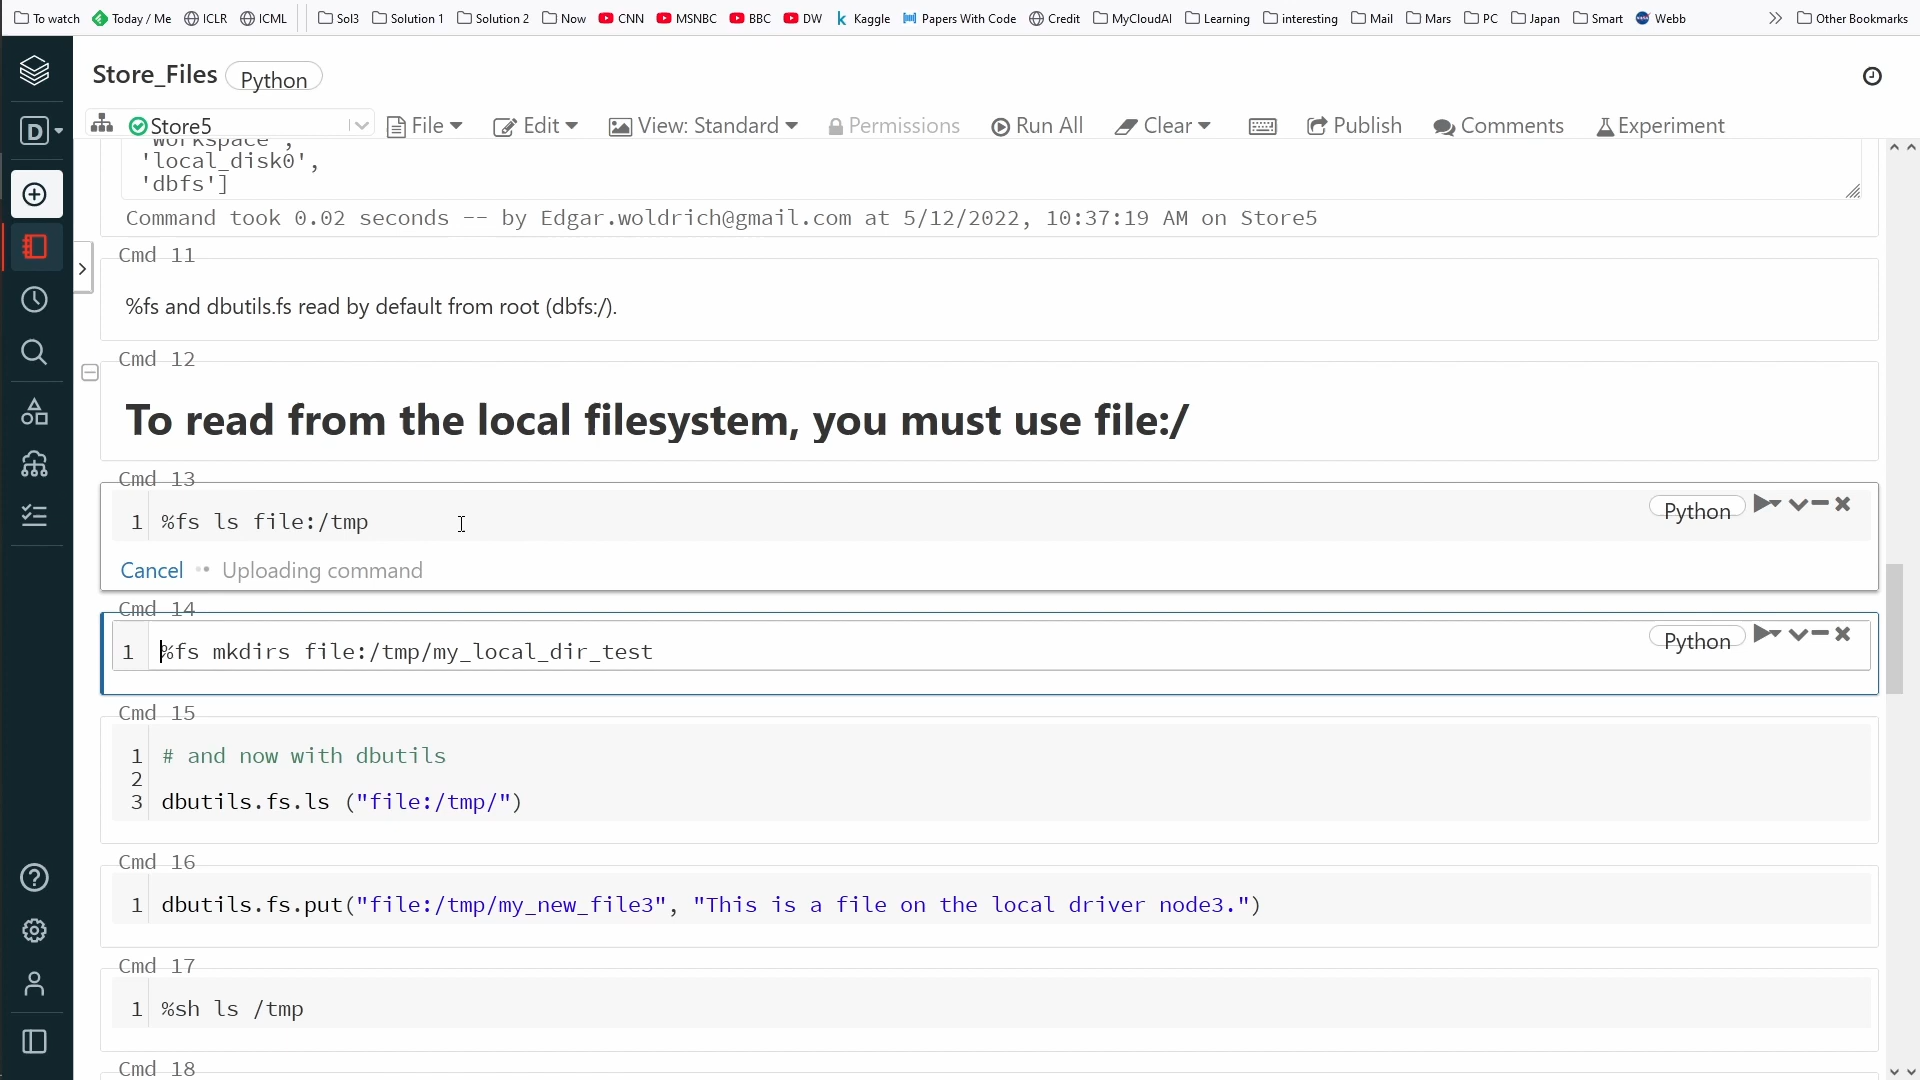 To watch Today / Me ICLR ICML Sol3 Solution 1 Solution 2 Now CNN MSNBC BBC DW Kaggle Papers With Code Credit MyCloudAI Learning interesting Mail Mars PC Japan Smart Webb Other Bookmarks
Store_Files Python
D
Store5 File Edit View: Standard Permissions Run All Clear Publish Comments Experiment
'workspace',
'local_disk0',
'dbfs']
Command took 0.02 seconds -- by Edgar.woldrich@gmail.com at 5/12/2022, 10:37:19 AM on Store5
Cmd 11
%fs and dbutils.fs read by default from root (dbfs:/).
Cmd 12
To read from the local filesystem, you must use file:/
Cmd 13
1 %fs ls file:/tmp
Python
Cancel Uploading command
Cmd 14
1 %fs mkdirs file:/tmp/my_local_dir_test
Python
Cmd 15
1 # and now with dbutils
2
3 dbutils.fs.ls ("file:/tmp/")
Cmd 16
1 dbutils.fs.put("file:/tmp/my_new_file3", "This is a file on the local driver node3.")
Cmd 17
1 %sh ls /tmp
Cmd 18